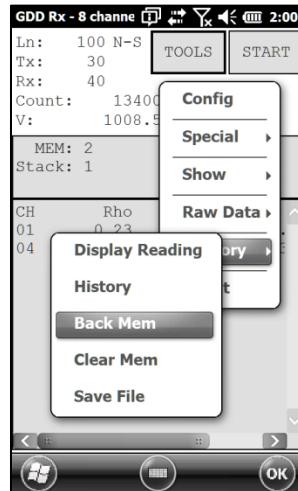 GDD Rx - 8 channe 2:00
Ln: 100 N-S
TOOLS START
Tx: 30
Rx: 40
Count: 13400
V: 1008.5
Config
Special
Show
Raw Data
ory
t
MEM: 2
Stack: 1
CH Rho
01 0.23
04
Display Reading
History
Back Mem
Clear Mem
Save File
OK